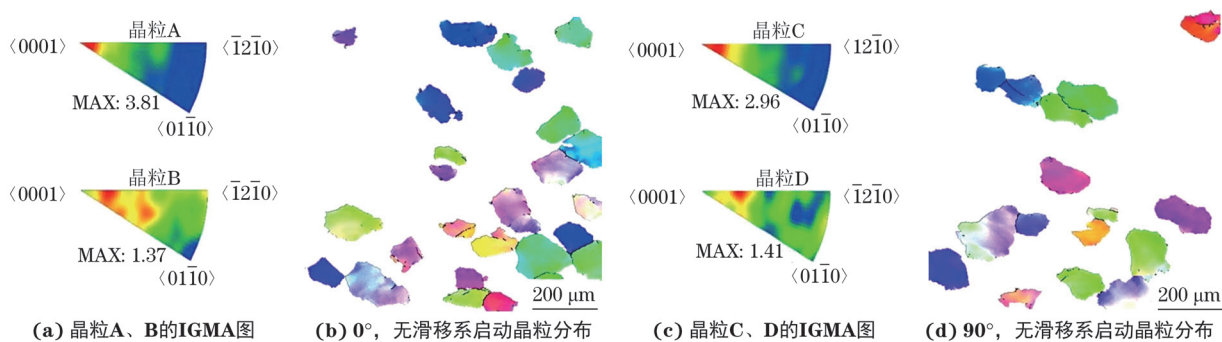 晶粒A
⟨0001⟩
⟨1̅21̅0⟩
MAX: 3.81
⟨011̅0⟩
晶粒B
⟨0001⟩
⟨1̅21̅0⟩
MAX: 1.37
⟨011̅0⟩
(a) 晶粒A、B的IGMA图
200 μm
(b) 0°，无滑移系启动晶粒分布
晶粒C
⟨0001⟩
⟨121̅0⟩
MAX: 2.96
⟨011̅0⟩
晶粒D
⟨0001⟩
⟨1̅21̅0⟩
MAX: 1.41
⟨011̅0⟩
(c) 晶粒C、D的IGMA图
200 μm
(d) 90°，无滑移系启动晶粒分布